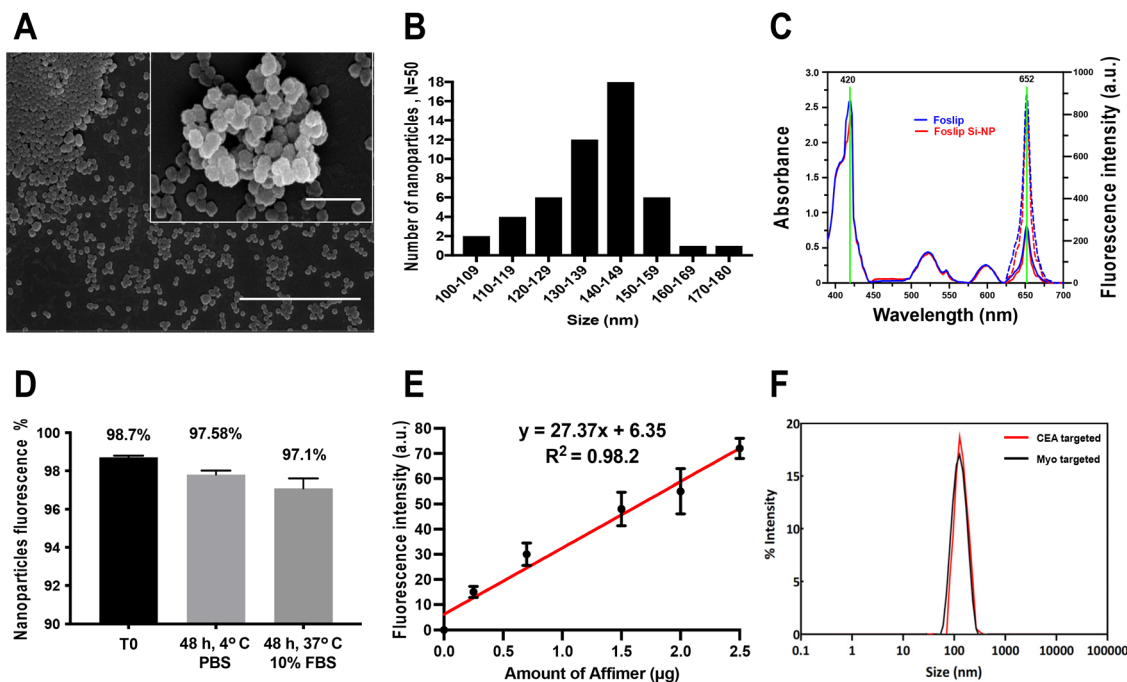 A
B
Number of nanoparticles , N=50
18
16
14
12
10
8
6
4
2
100-109
110-119
120-129
130-139
140-149
150-159
160-169
170-180
Size (nm)
C
420
652
Absorbance
3.0
2.5
2.0
1.5
1.0
0.5
0.0
Foslip
Foslip Si-NP
1000
800
600
400
200
0
Fluorescence intensity (a.u.)
400 450 500 550 600 650 700
Wavelength (nm)
D
Nanoparticles fluorescence %
100
98
96
94
92
90
98.7%
97.58%
97.1%
T0
48 h, 4º C
PBS
48 h, 37º C
10% FBS
E
Fluorescence intensity (a.u.)
80
70
60
50
40
30
20
10
0
y = 27.37x + 6.35
R² = 0.98.2
0.0 0.5 1.0 1.5 2.0 2.5
Amount of Affimer (µg)
F
% Intensity
20
15
10
5
0
CEA targeted
Myo targeted
0.1 1 10 100 1000 10000 100000
Size (nm)